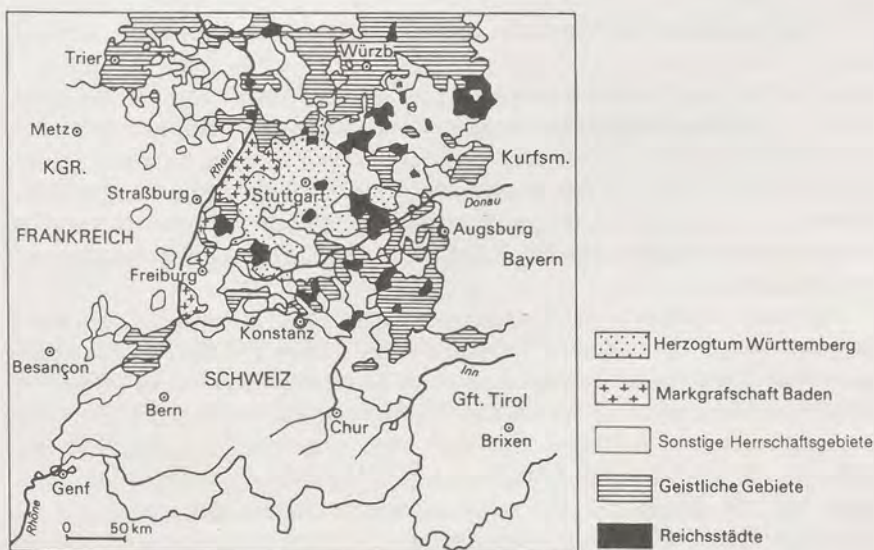 Trier
Würzb.
Metz
KGR.
Rhein
Kurfsm.
Straßburg
Stuttgart
Donau
FRANKREICH
Augsburg
Bayern
Freiburg
Konstanz
Besançon
SCHWEIZ
Inn
Bern
Gft. Tirol
Chur
Brixen
Genf
Rhône
0 50 km
Herzogtum Württemberg
Markgrafschaft Baden
Sonstige Herrschaftsgebiete
Geistliche Gebiete
Reichsstädte